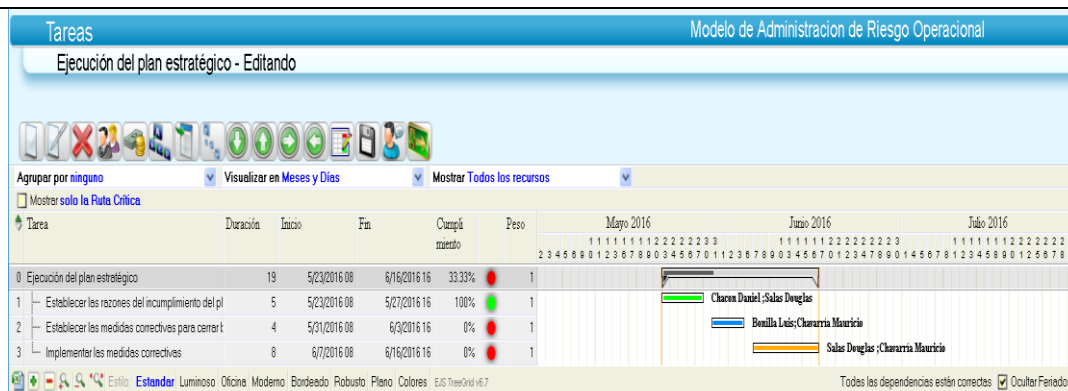 Tareas
Modelo de Administracion de Riesgo Operacional
Ejecución del plan estratégico - Editando
Agrupar por ninguno Visualizar en Meses y Días Mostrar Todos los recursos
Mostrar solo la Ruta Crítica
Tarea Duración Inicio Fin Cumpli miento Peso Mayo 2016 Junio 2016 Julio 2016
0 Ejecución del plan estratégico 19 5/23/2016 08 6/16/2016 16 33.33% 1
1 Establecer las razones del incumplimiento del pl 5 5/23/2016 08 5/27/2016 16 100% 1 Chacon Daniel ;Salas Douglas
2 Establecer las medidas correctivas para cerrar t 4 5/31/2016 08 6/3/2016 16 0% 1 Bonilla Luis;Chavarría Mauricio
3 Implementar las medidas correctivas 8 6/7/2016 08 6/16/2016 16 0% 1 Salas Douglas ;Chavarría Mauricio
Estilo: Estandar Luminoso Oficina Moderno Bordeado Robusto Plano Colores EJS TreeGrid v6.7 Todas las dependencias están correctas Ocultar Feriado